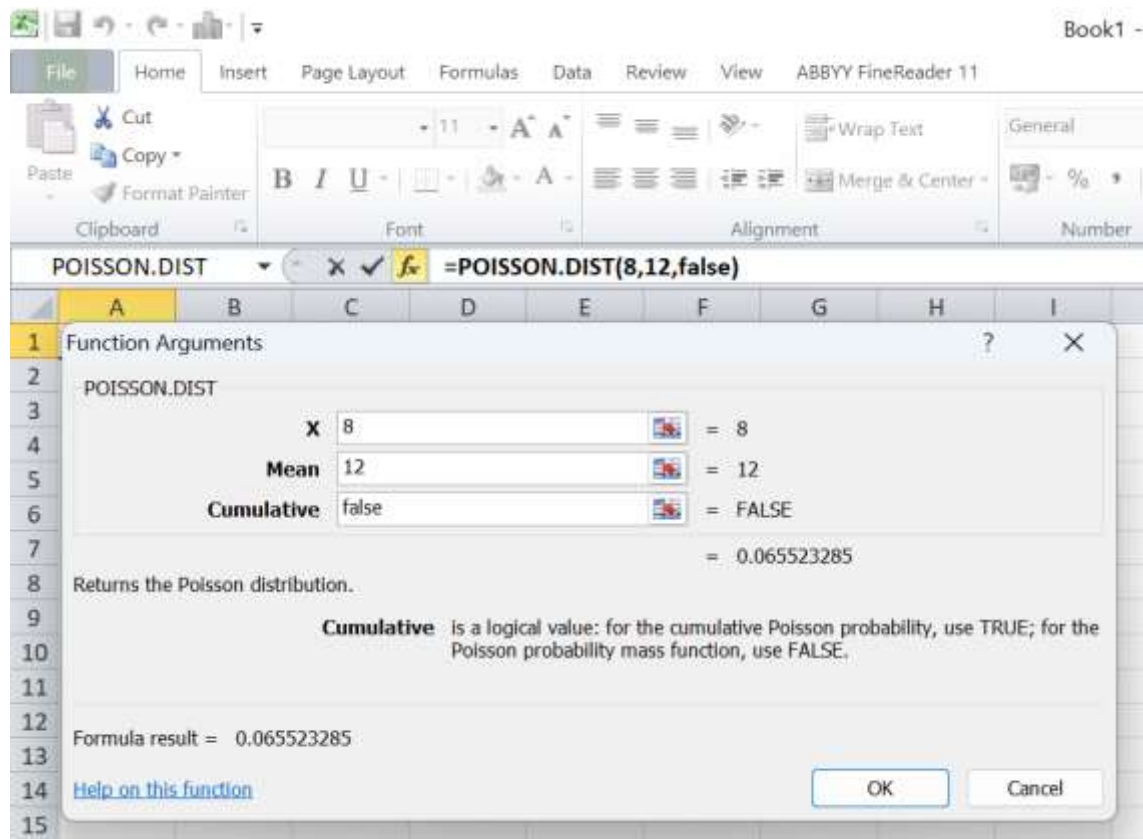 Book1 -
File Home Insert Page Layout Formulas Data Review View ABBYY FineReader 11
Cut
Copy
Paste
Format Painter
11 A A
B I U A
Wrap Text
Merge & Center
General
% ,
Clipboard Font Alignment Number
POISSON.DIST fx =POISSON.DIST(8,12,false)
A B C D E F G H I
1 Function Arguments ? X
2
POISSON.DIST
3
X 8 = 8
4
Mean 12 = 12
5
6 Cumulative false = FALSE
7 = 0.065523285
8 Returns the Poisson distribution.
9 Cumulative is a logical value: for the cumulative Poisson probability, use TRUE; for the
10 Poisson probability mass function, use FALSE.
11
12
Formula result = 0.065523285
13
14 Help on this function OK Cancel
15